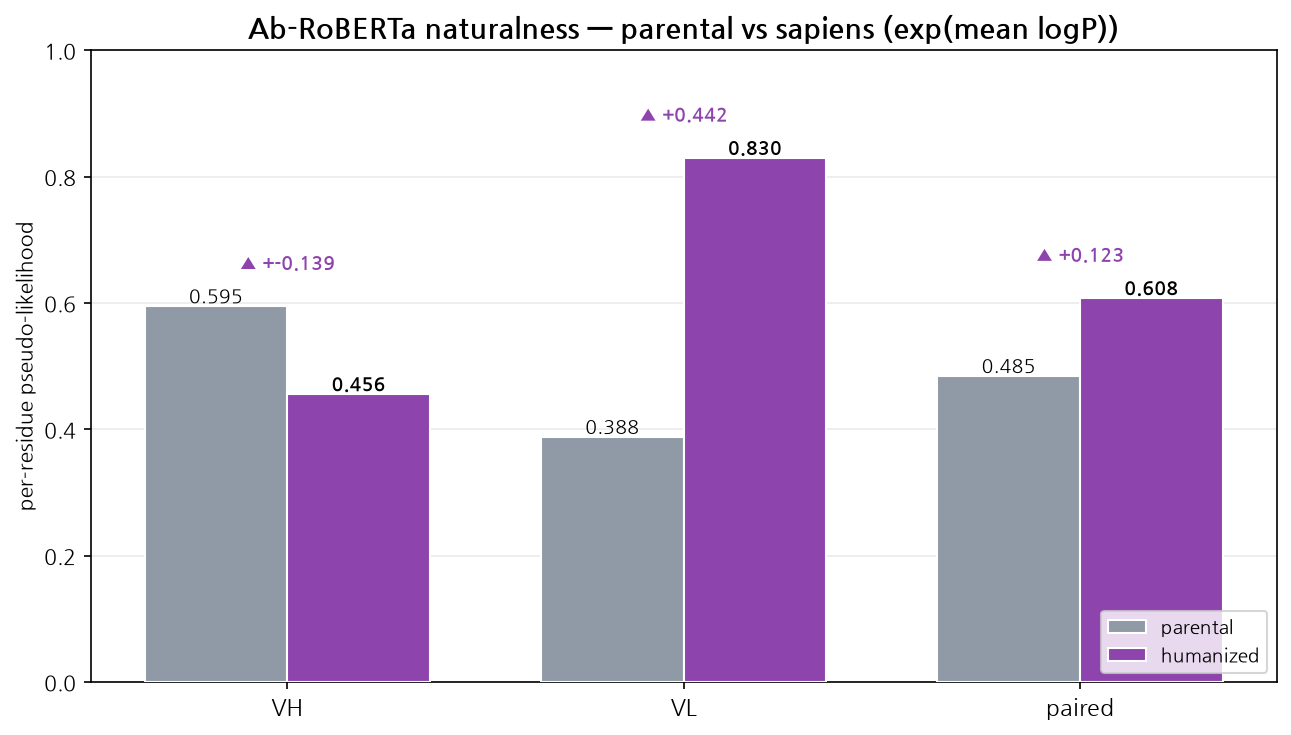 Ab-RoBERTa naturalness — parental vs sapiens (exp(mean logP))
per-residue pseudo-likelihood
1.0
0.8
0.6
0.4
0.2
0.0
▲ +-0.139
0.595
0.456
▲ +0.442
0.388
0.830
▲ +0.123
0.485
0.608
VH
VL
paired
parental
humanized